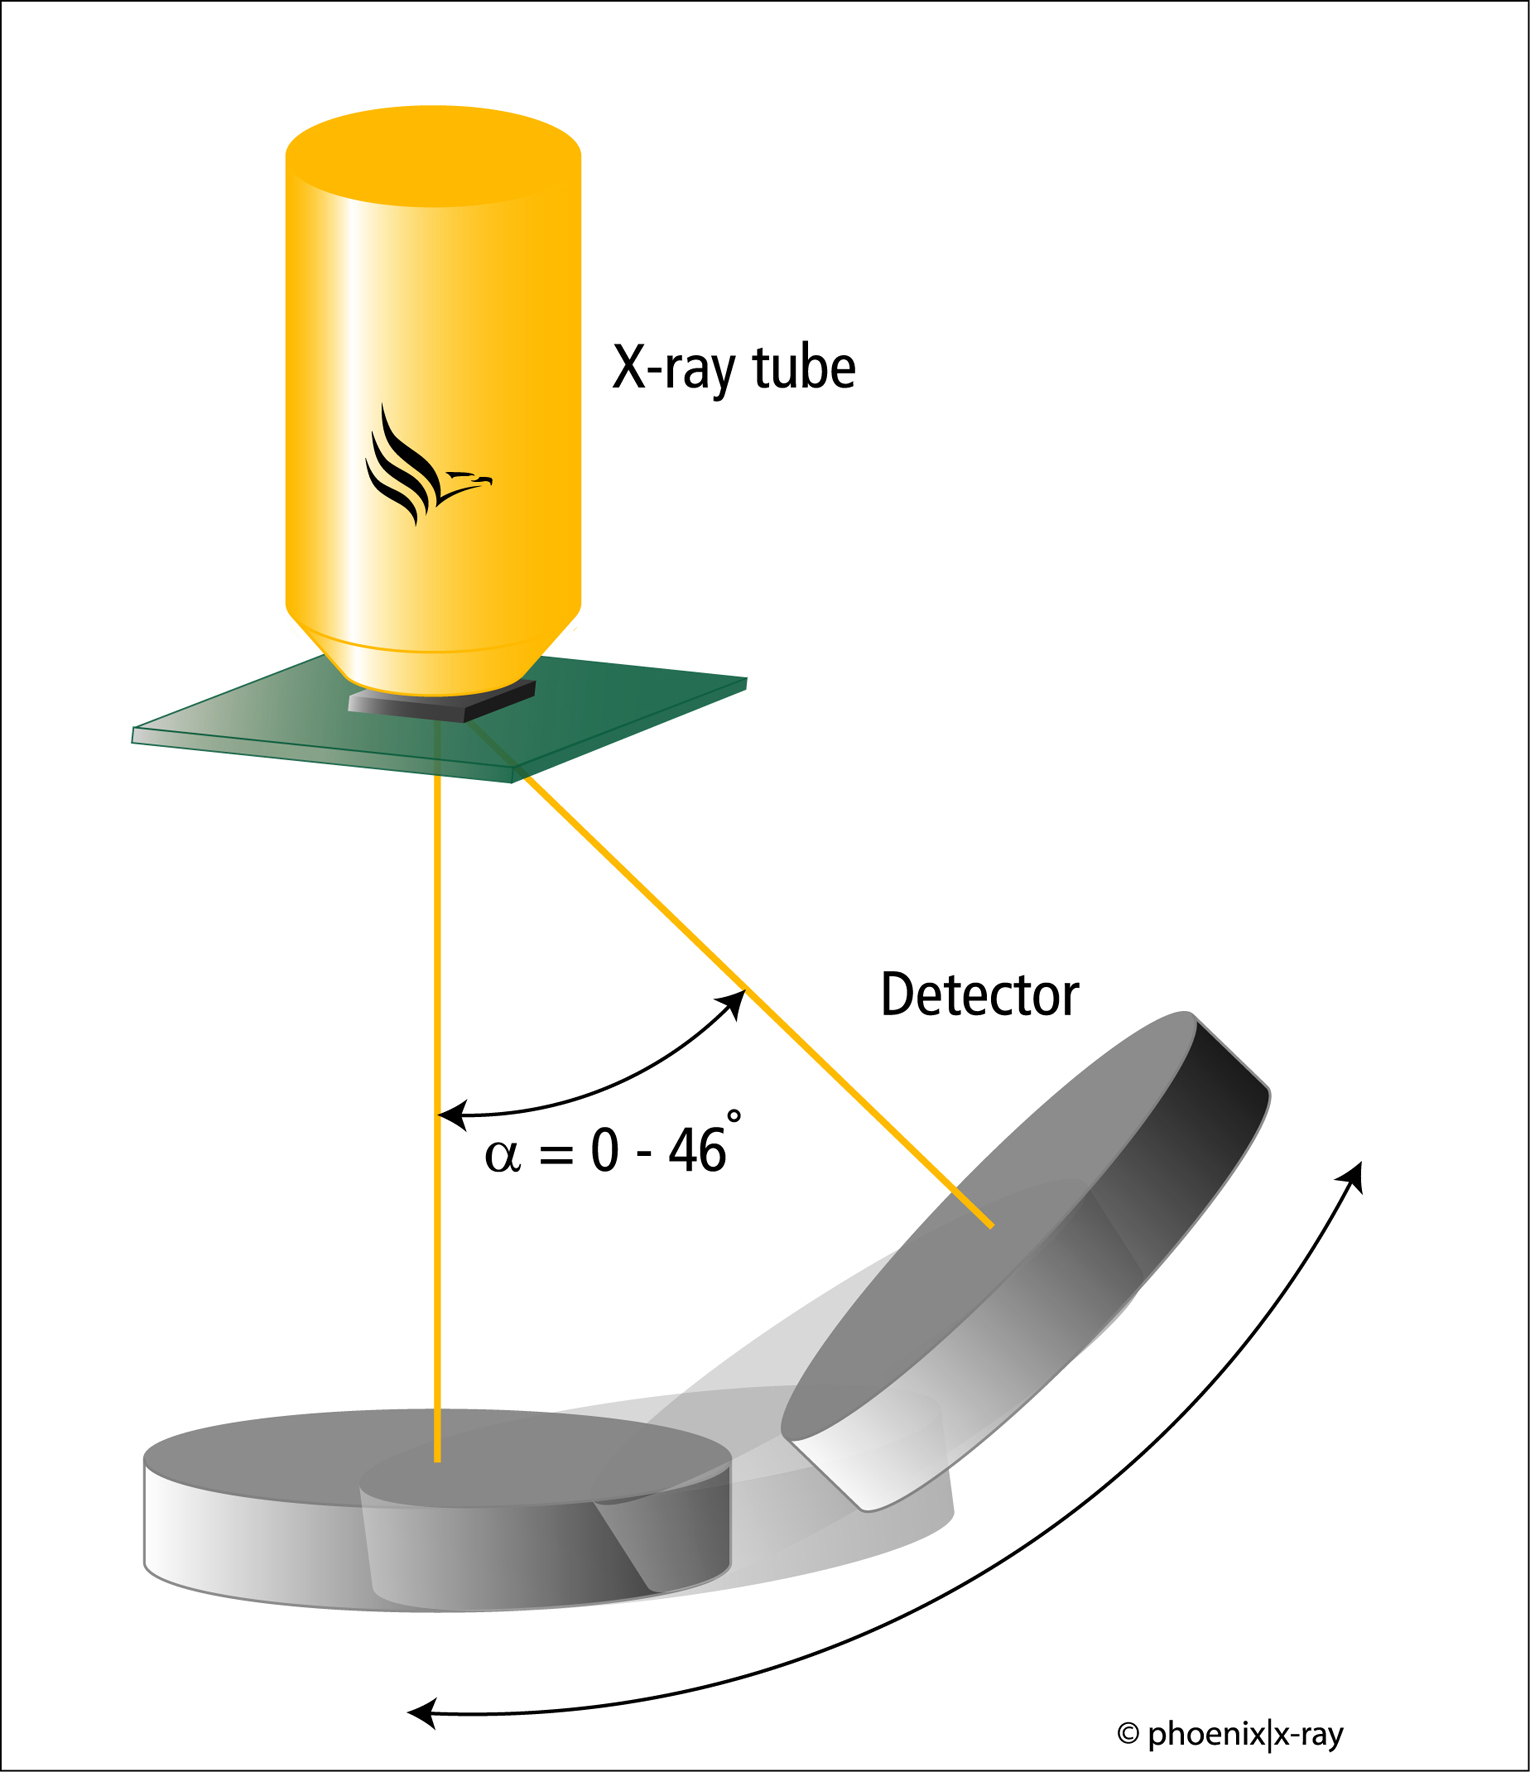 X-ray tube
Detector
α = 0 - 46°
© phoenix|x-ray